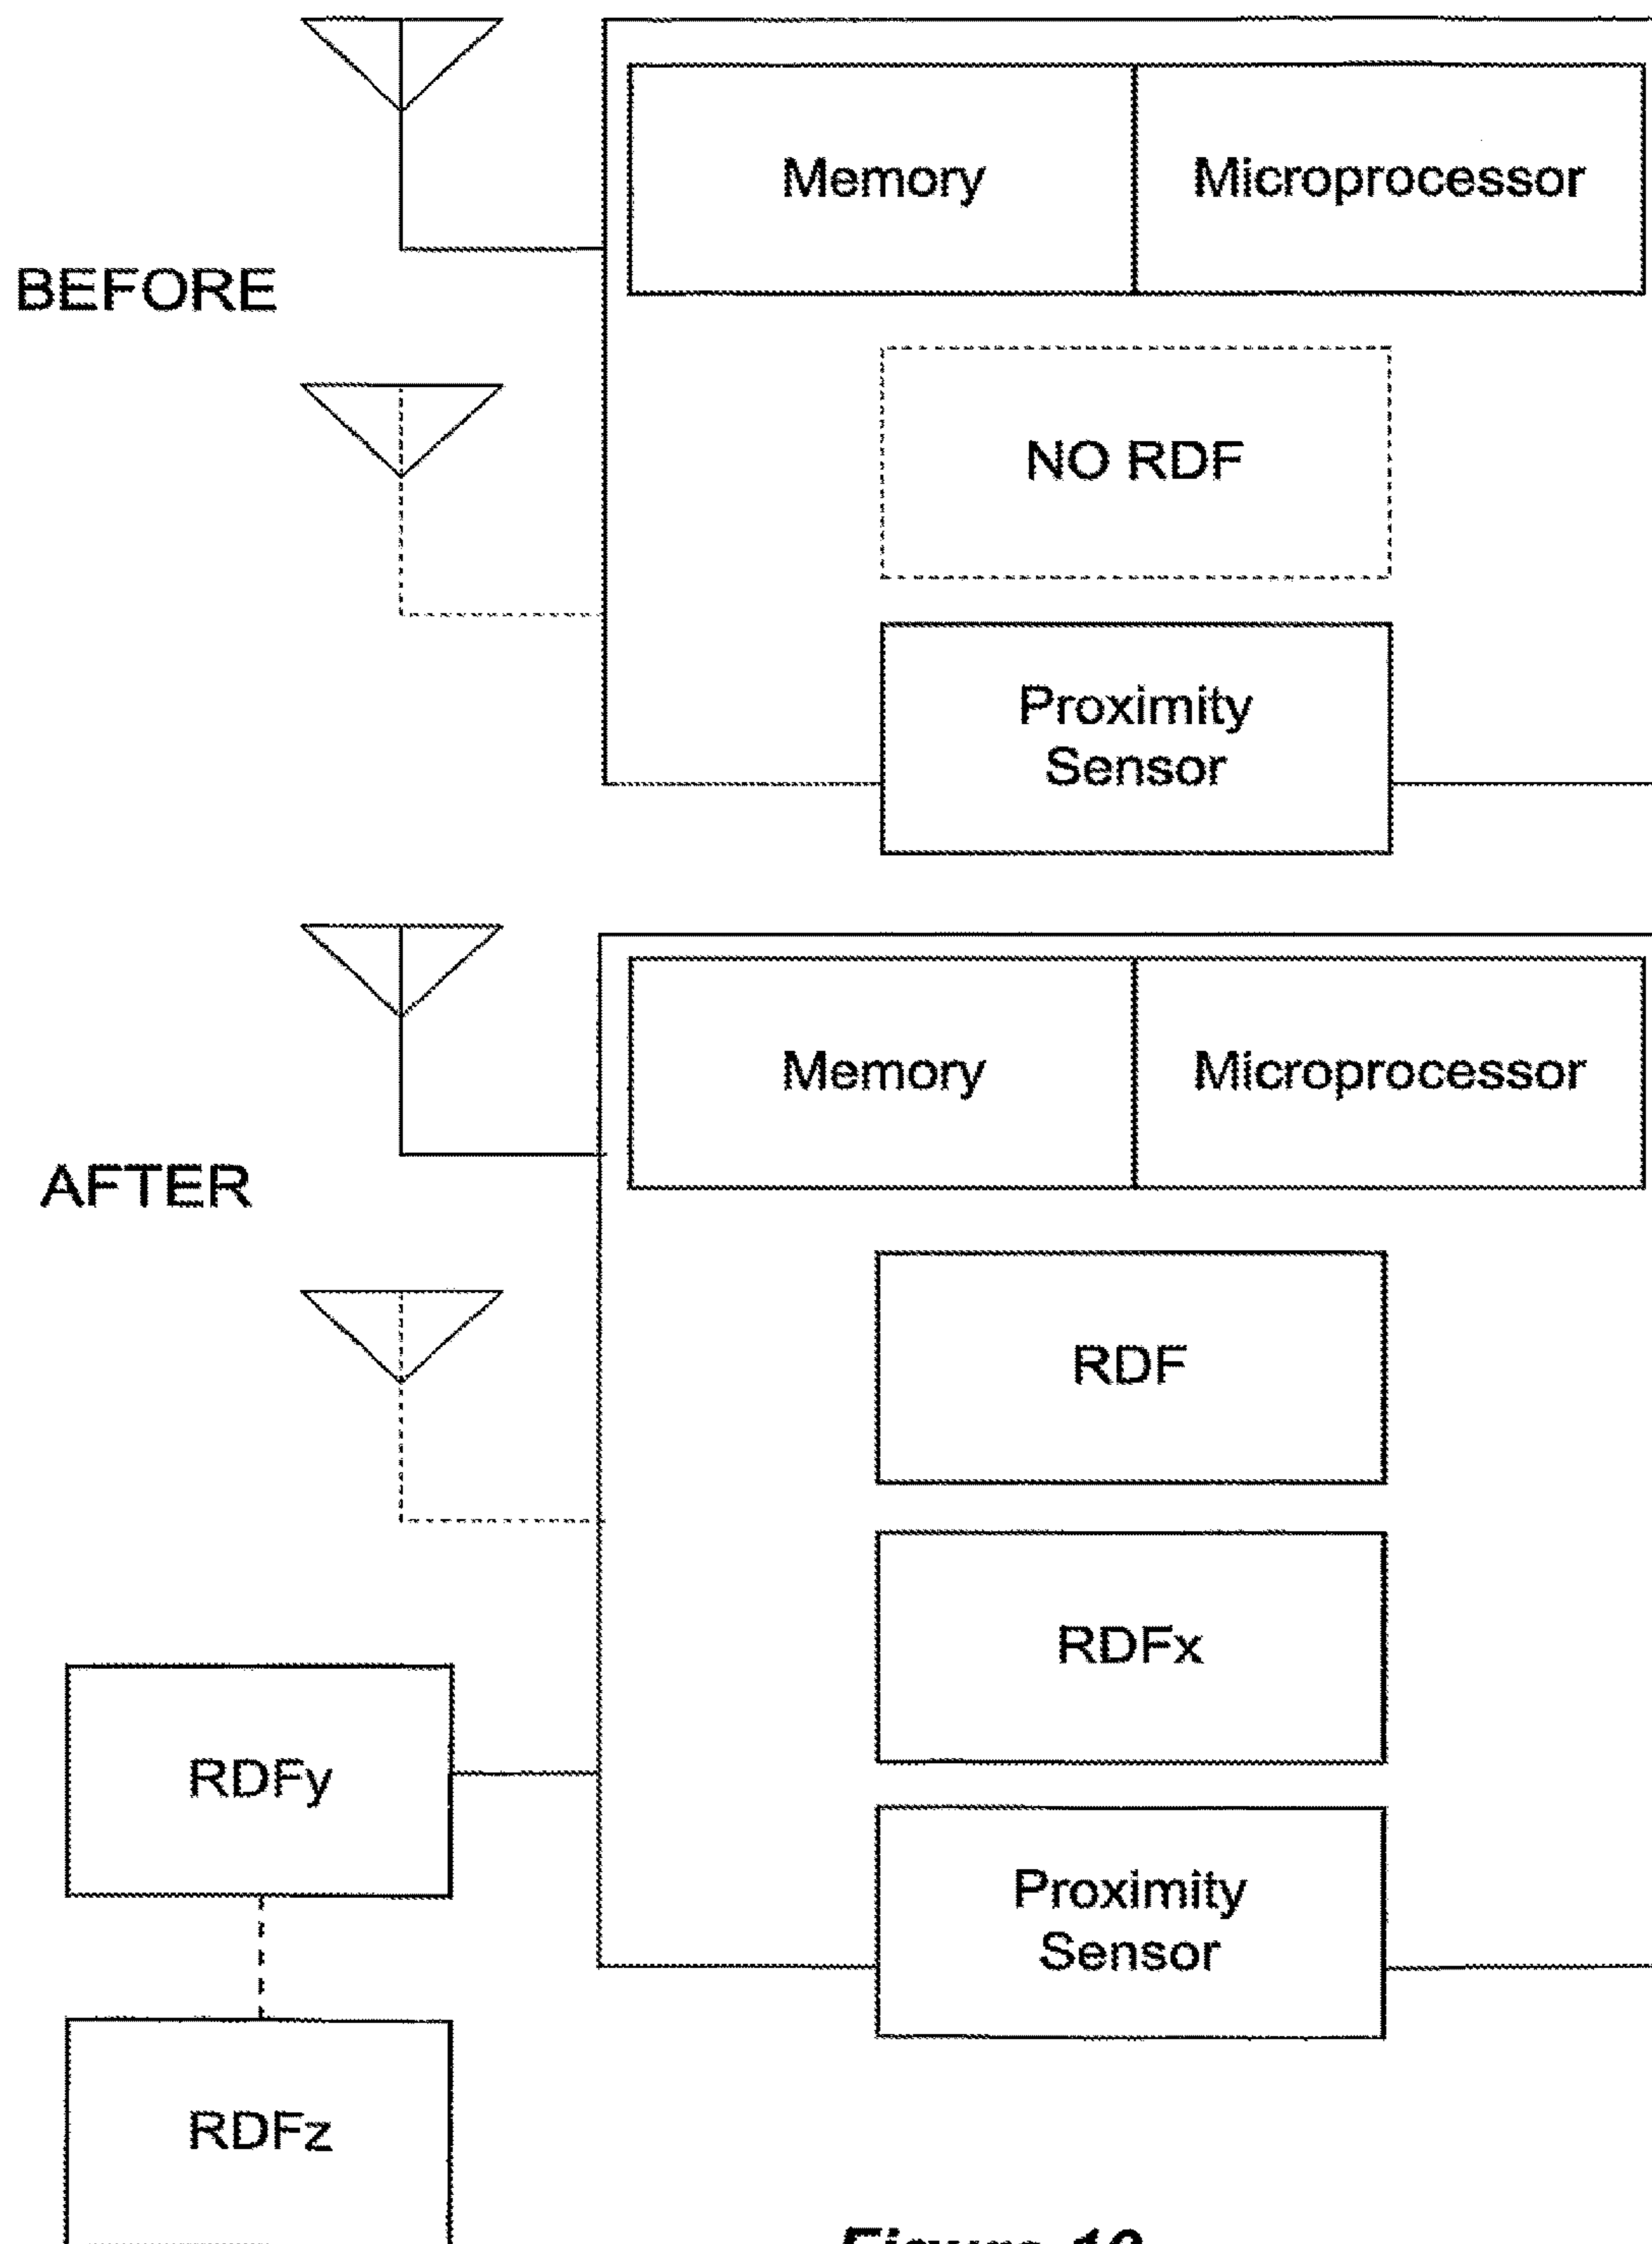 Memory
Microprocessor
BEFORE
NO RDF
Proximity
Sensor
Memory
Microprocessor
AFTER
RDF
RDFx
RDFy
Proximity
Sensor
RDFz